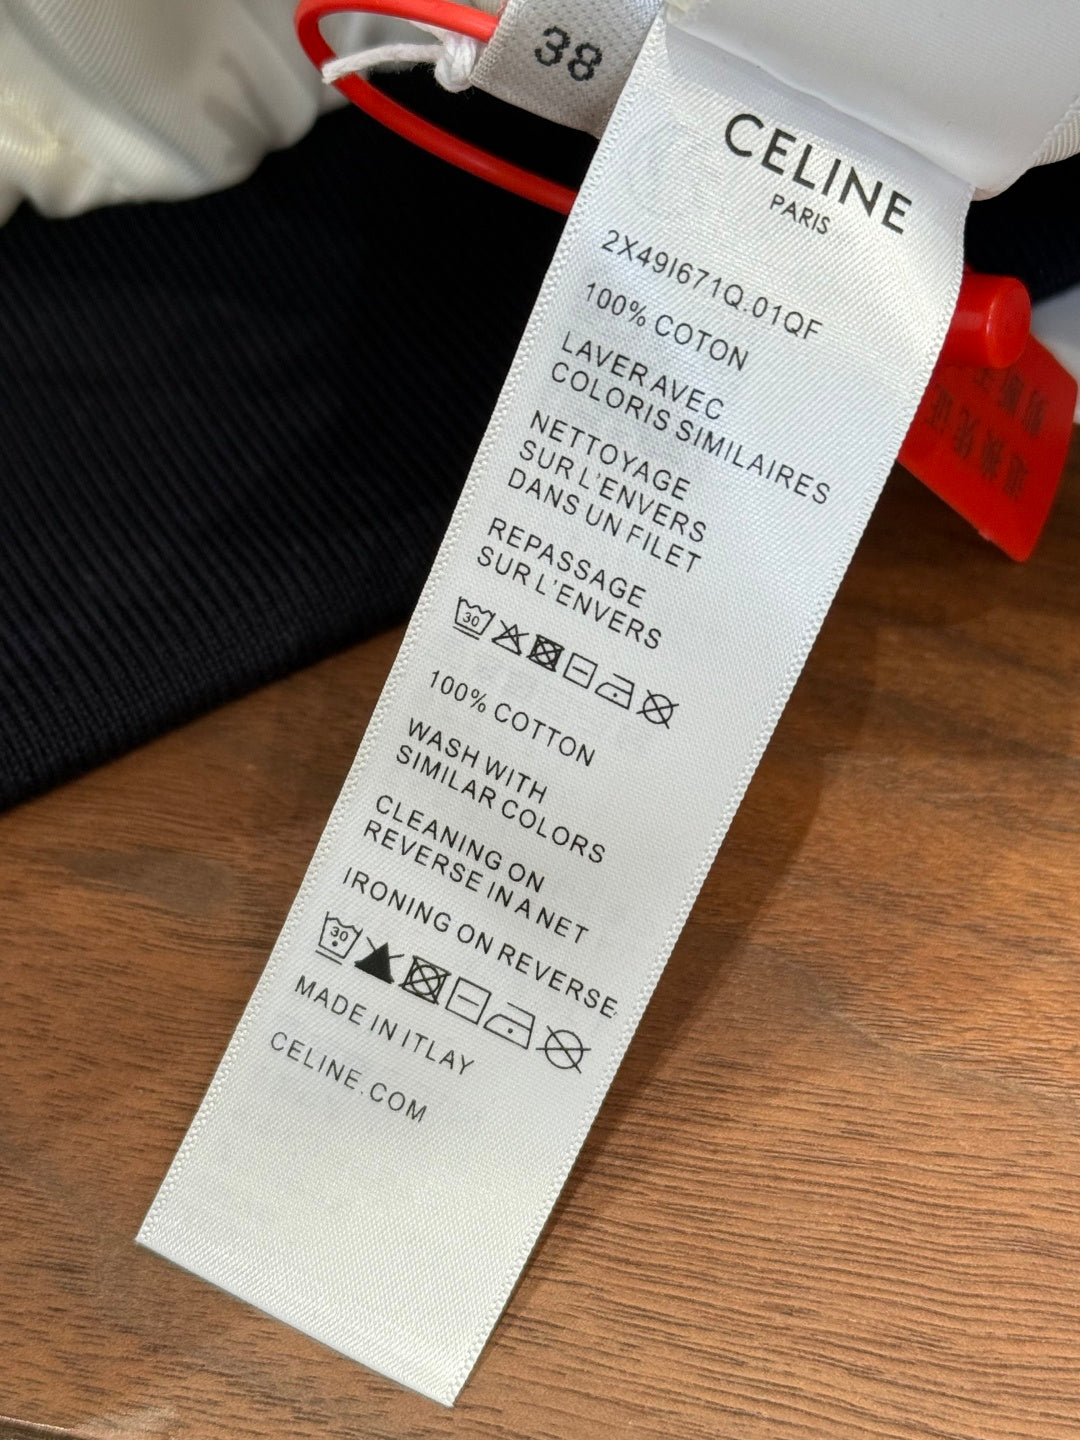 38
CELINE
PARIS
2X49I671Q.01QF
100% COTON
LAVER AVEC
COLORIS SIMILAIRES
NETTOYAGE
SUR L'ENVERS
DANS UN FILET
REPASSAGE
SUR L'ENVERS
30
100% COTTON
WASH WITH
SIMILAR COLORS
CLEANING ON
REVERSE IN A NET
IRONING ON REVERSE
30
MADE IN ITLAY
CELINE.COM